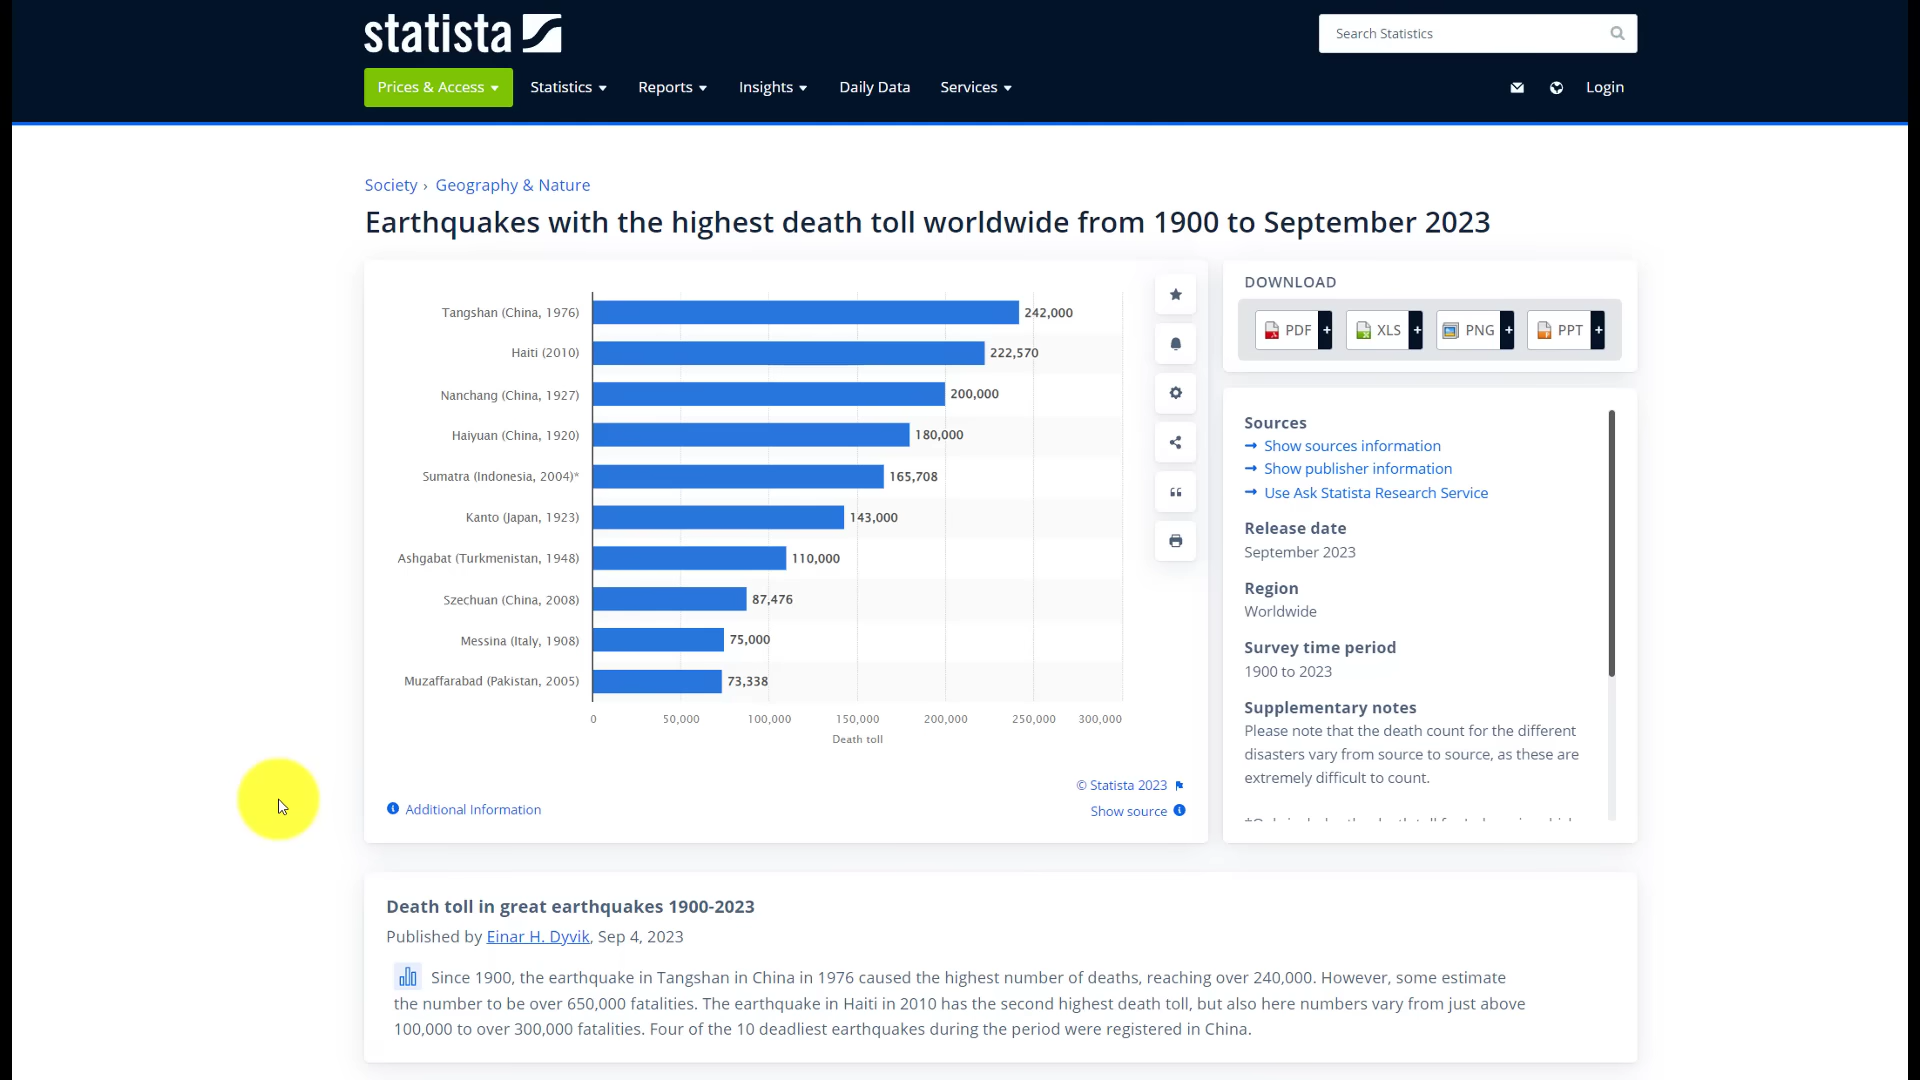 statista
Search Statistics
Prices & Access Statistics Reports Insights Daily Data Services Login
Society › Geography & Nature
Earthquakes with the highest death toll worldwide from 1900 to September 2023
Tangshan (China, 1976) 242,000
Haiti (2010) 222,570
Nanchang (China, 1927) 200,000
Haiyuan (China, 1920) 180,000
Sumatra (Indonesia, 2004)* 165,708
Kanto (Japan, 1923) 143,000
Ashgabat (Turkmenistan, 1948) 110,000
Szechuan (China, 2008) 87,476
Messina (Italy, 1908) 75,000
Muzaffarabad (Pakistan, 2005) 73,338
0 50,000 100,000 150,000 200,000 250,000 300,000
Death toll
© Statista 2023
Additional Information
Show source
DOWNLOAD
PDF + XLS + PNG + PPT +
Sources
→ Show sources information
→ Show publisher information
→ Use Ask Statista Research Service
Release date
September 2023
Region
Worldwide
Survey time period
1900 to 2023
Supplementary notes
Please note that the death count for the different
disasters vary from source to source, as these are
extremely difficult to count.
Death toll in great earthquakes 1900-2023
Published by Einar H. Dyvik, Sep 4, 2023
Since 1900, the earthquake in Tangshan in China in 1976 caused the highest number of deaths, reaching over 240,000. However, some estimate
the number to be over 650,000 fatalities. The earthquake in Haiti in 2010 has the second highest death toll, but also here numbers vary from just above
100,000 to over 300,000 fatalities. Four of the 10 deadliest earthquakes during the period were registered in China.